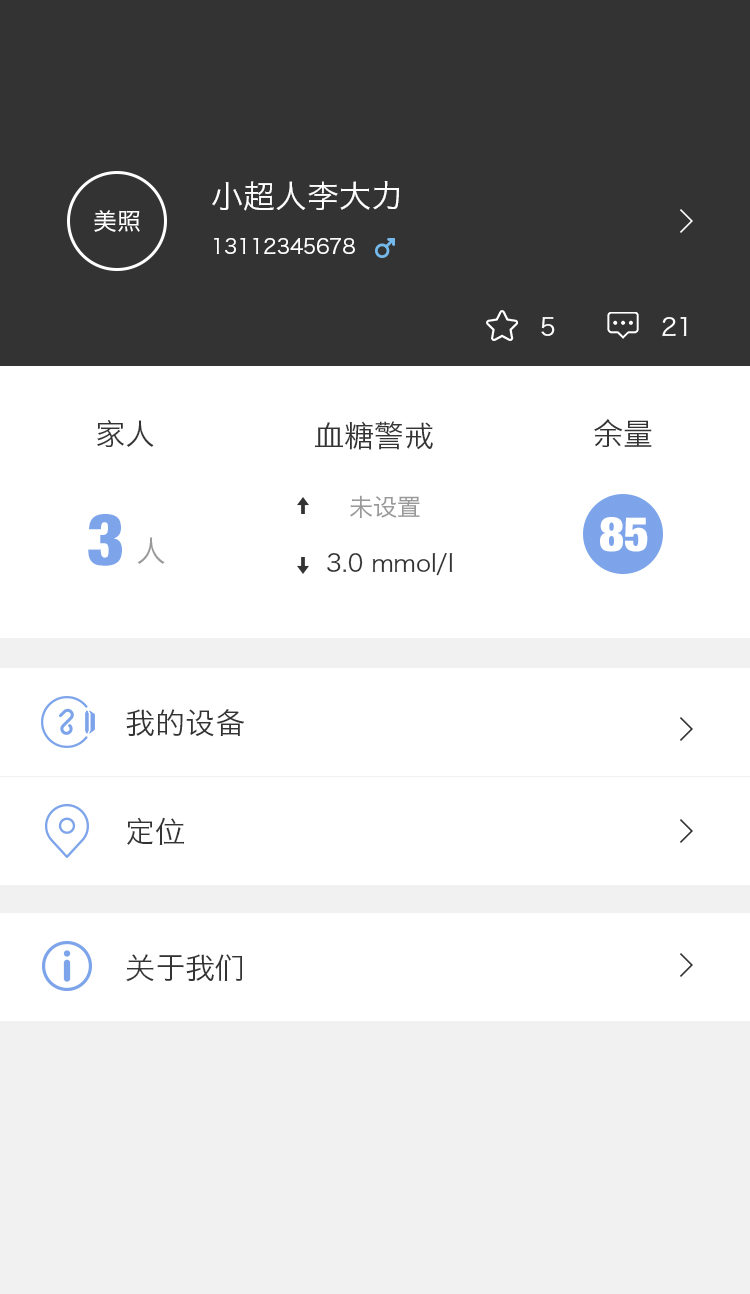 美照
小超人李大力
13112345678
5 21
家人 血糖警戒 余量
未设置
3 人 85
3.0 mmol/l
我的设备
定位
关于我们